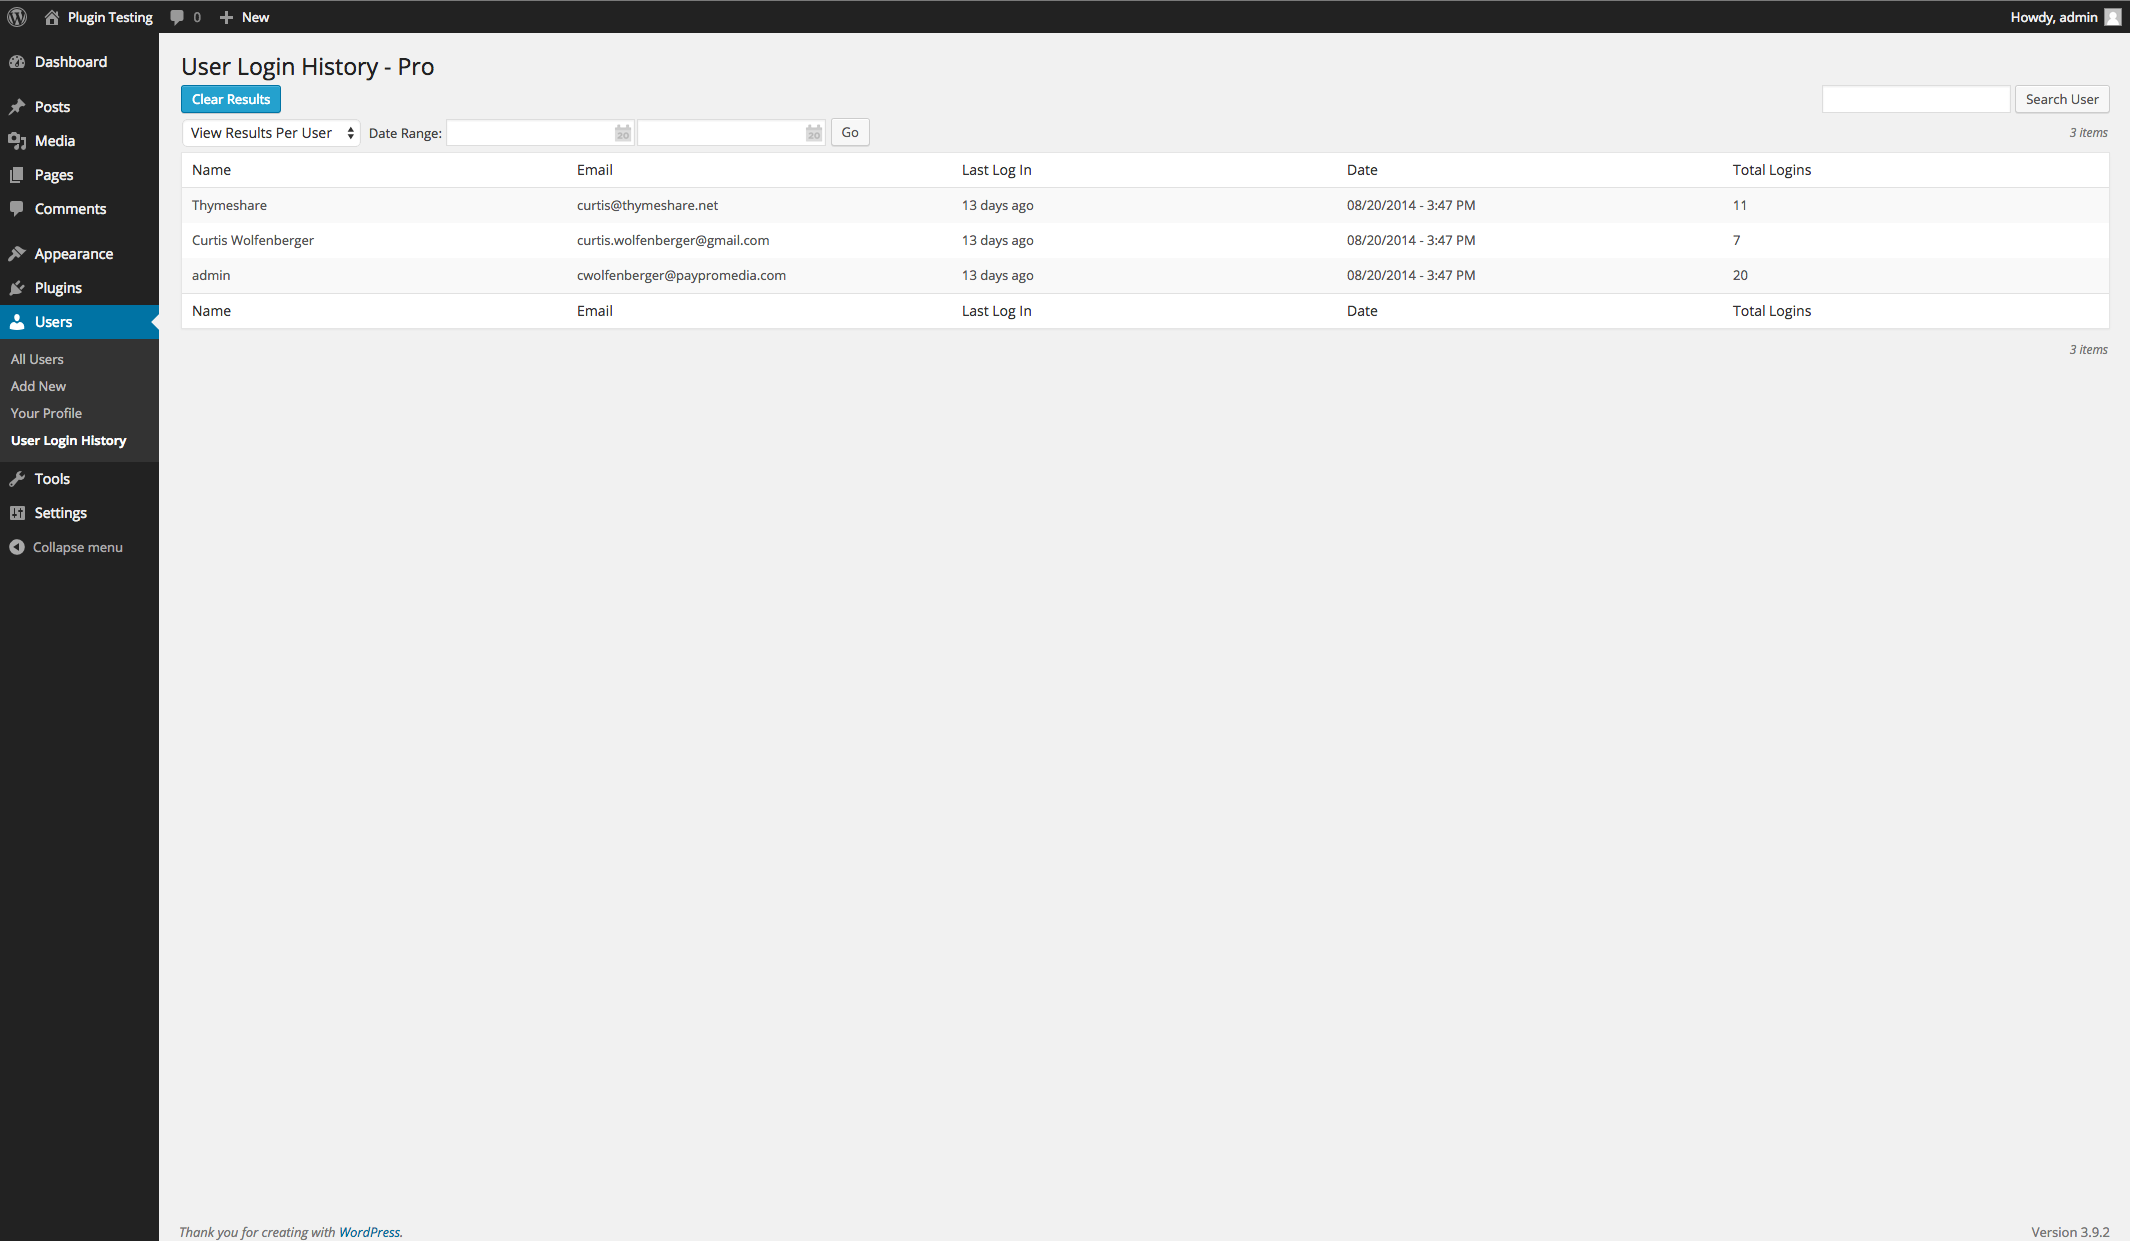 Plugin Testing 0 New Howdy, admin
Dashboard
Posts
Media
Pages
Comments
Appearance
Plugins
Users
All Users
Add New
Your Profile
User Login History
Tools
Settings
Collapse menu
User Login History - Pro
Clear Results Search User
View Results Per User Date Range: 20 20 Go 3 items
Name Email Last Log In Date Total Logins
Thymeshare curtis@thymeshare.net 13 days ago 08/20/2014 - 3:47 PM 11
Curtis Wolfenberger curtis.wolfenberger@gmail.com 13 days ago 08/20/2014 - 3:47 PM 7
admin cwolfenberger@paypromedia.com 13 days ago 08/20/2014 - 3:47 PM 20
Name Email Last Log In Date Total Logins
3 items
Thank you for creating with WordPress. Version 3.9.2